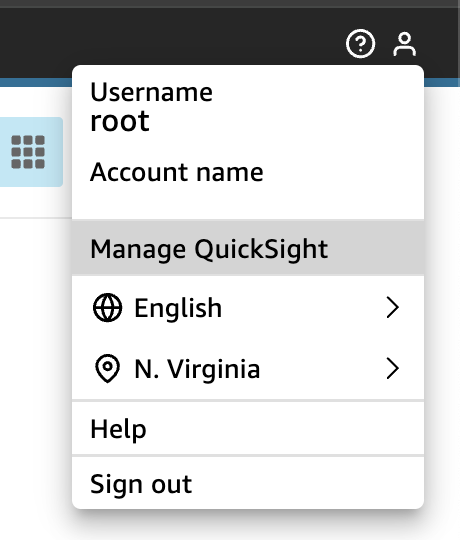 Username
root
Account name
Manage QuickSight
English
N. Virginia
Help
Sign out